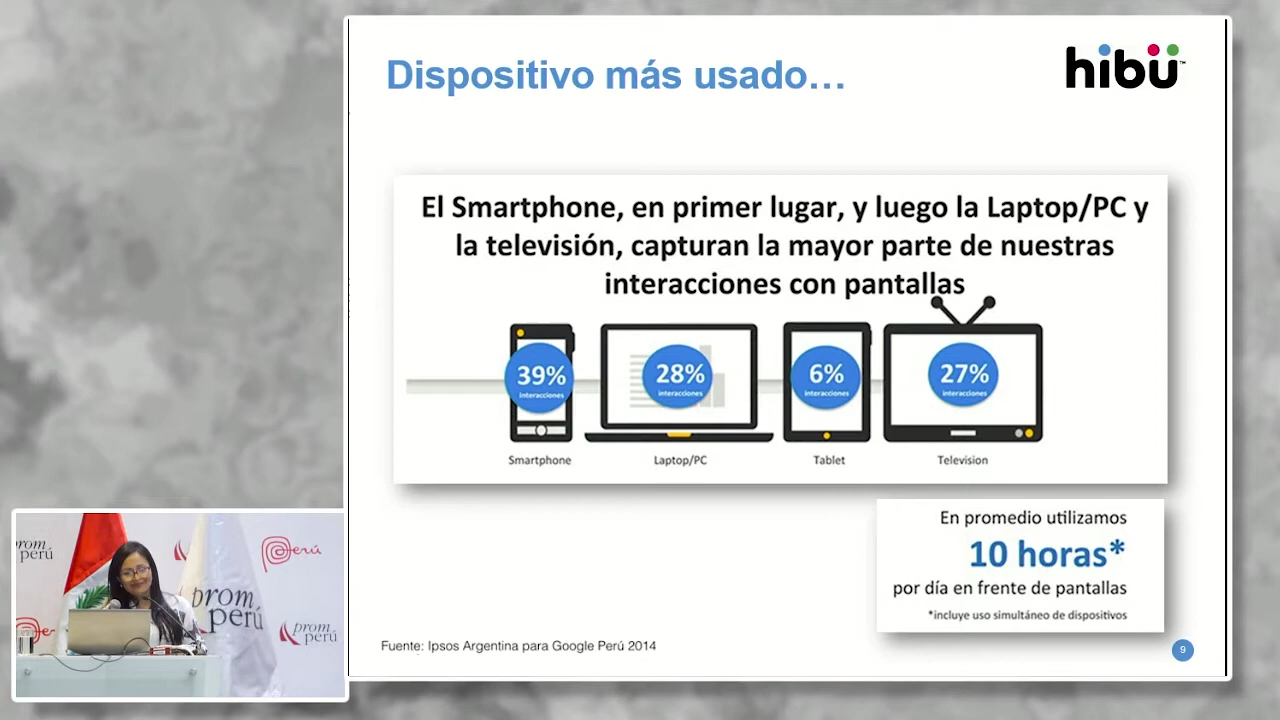 Dispositivo más usado…
hibü™
El Smartphone, en primer lugar, y luego la Laptop/PC y
la televisión, capturan la mayor parte de nuestras
interacciones con pantallas
39%
interacciones
28%
interacciones
6%
interacciones
27%
interacciones
Smartphone
Laptop/PC
Tablet
Television
En promedio utilizamos
10 horas*
por día en frente de pantallas
*incluye uso simultáneo de dispositivos
Fuente: Ipsos Argentina para Google Perú 2014
9
prom
perú
Perú
prom
perú
prom
perú